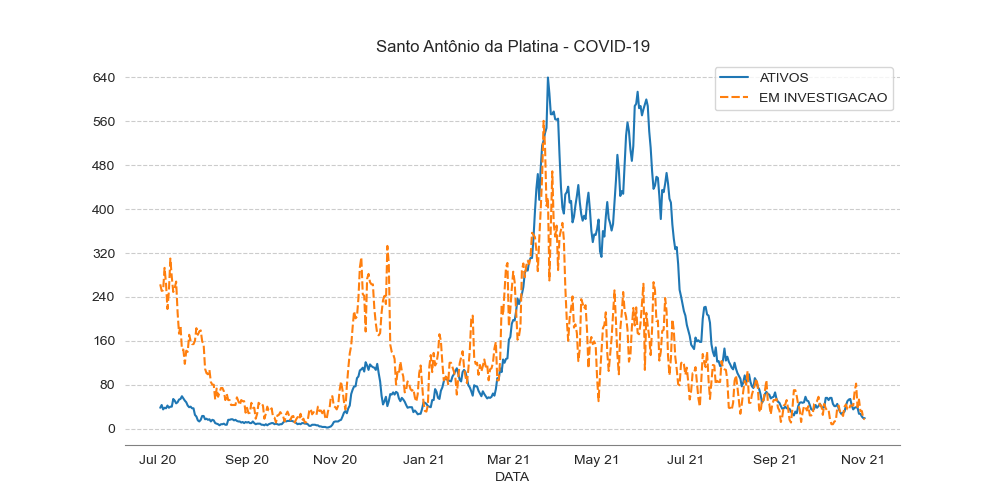 Santo Antônio da Platina - COVID-19
ATIVOS
EM INVESTIGACAO
640
560
480
400
320
240
160
80
0
Jul 20 Sep 20 Nov 20 Jan 21 Mar 21 May 21 Jul 21 Sep 21 Nov 21
DATA